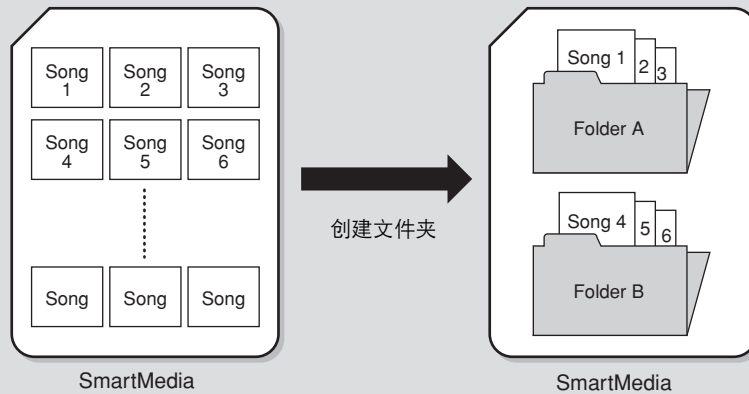 Song 1
Song 2
Song 3
Song 4
Song 5
Song 6
Song
Song
Song
SmartMedia
创建文件夹
Song 1
2
3
Folder A
Song 4
5
6
Folder B
SmartMedia